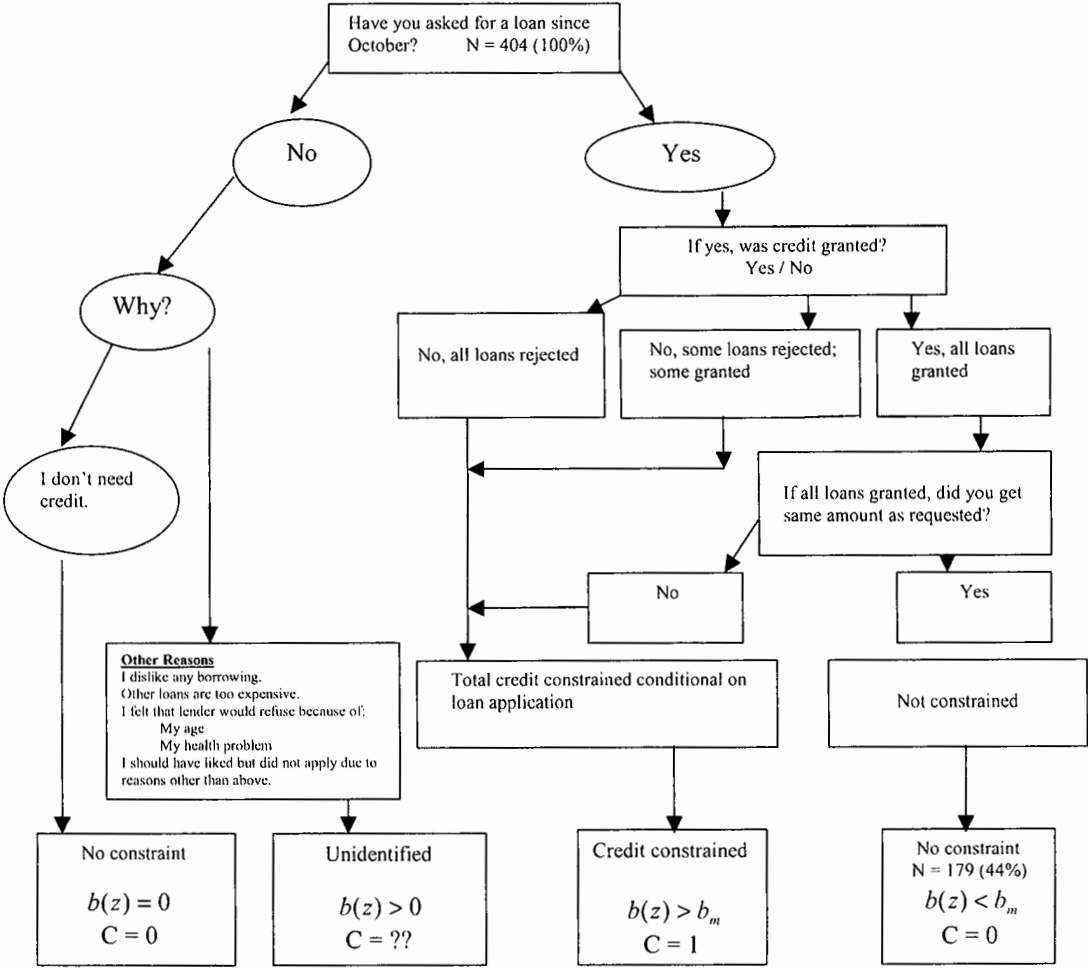 Have you asked for a loan since
October? N = 404 (100%)
No
Yes
If yes, was credit granted?
Yes / No
Why?
No, all loans rejected
No, some loans rejected;
some granted
Yes, all loans
granted
I don't need
credit.
If all loans granted, did you get
same amount as requested?
No
Yes
Other Reasons
I dislike any borrowing.
Other loans are too expensive.
I felt that lender would refuse because of:
My age
My health problem
I should have liked but did not apply due to
reasons other than above.
Total credit constrained conditional on
loan application
Not constrained
No constraint
b(z) = 0
C = 0
Unidentified
b(z) > 0
C = ??
Credit constrained
b(z) > bₘ
C = 1
No constraint
N = 179 (44%)
b(z) < bₘ
C = 0